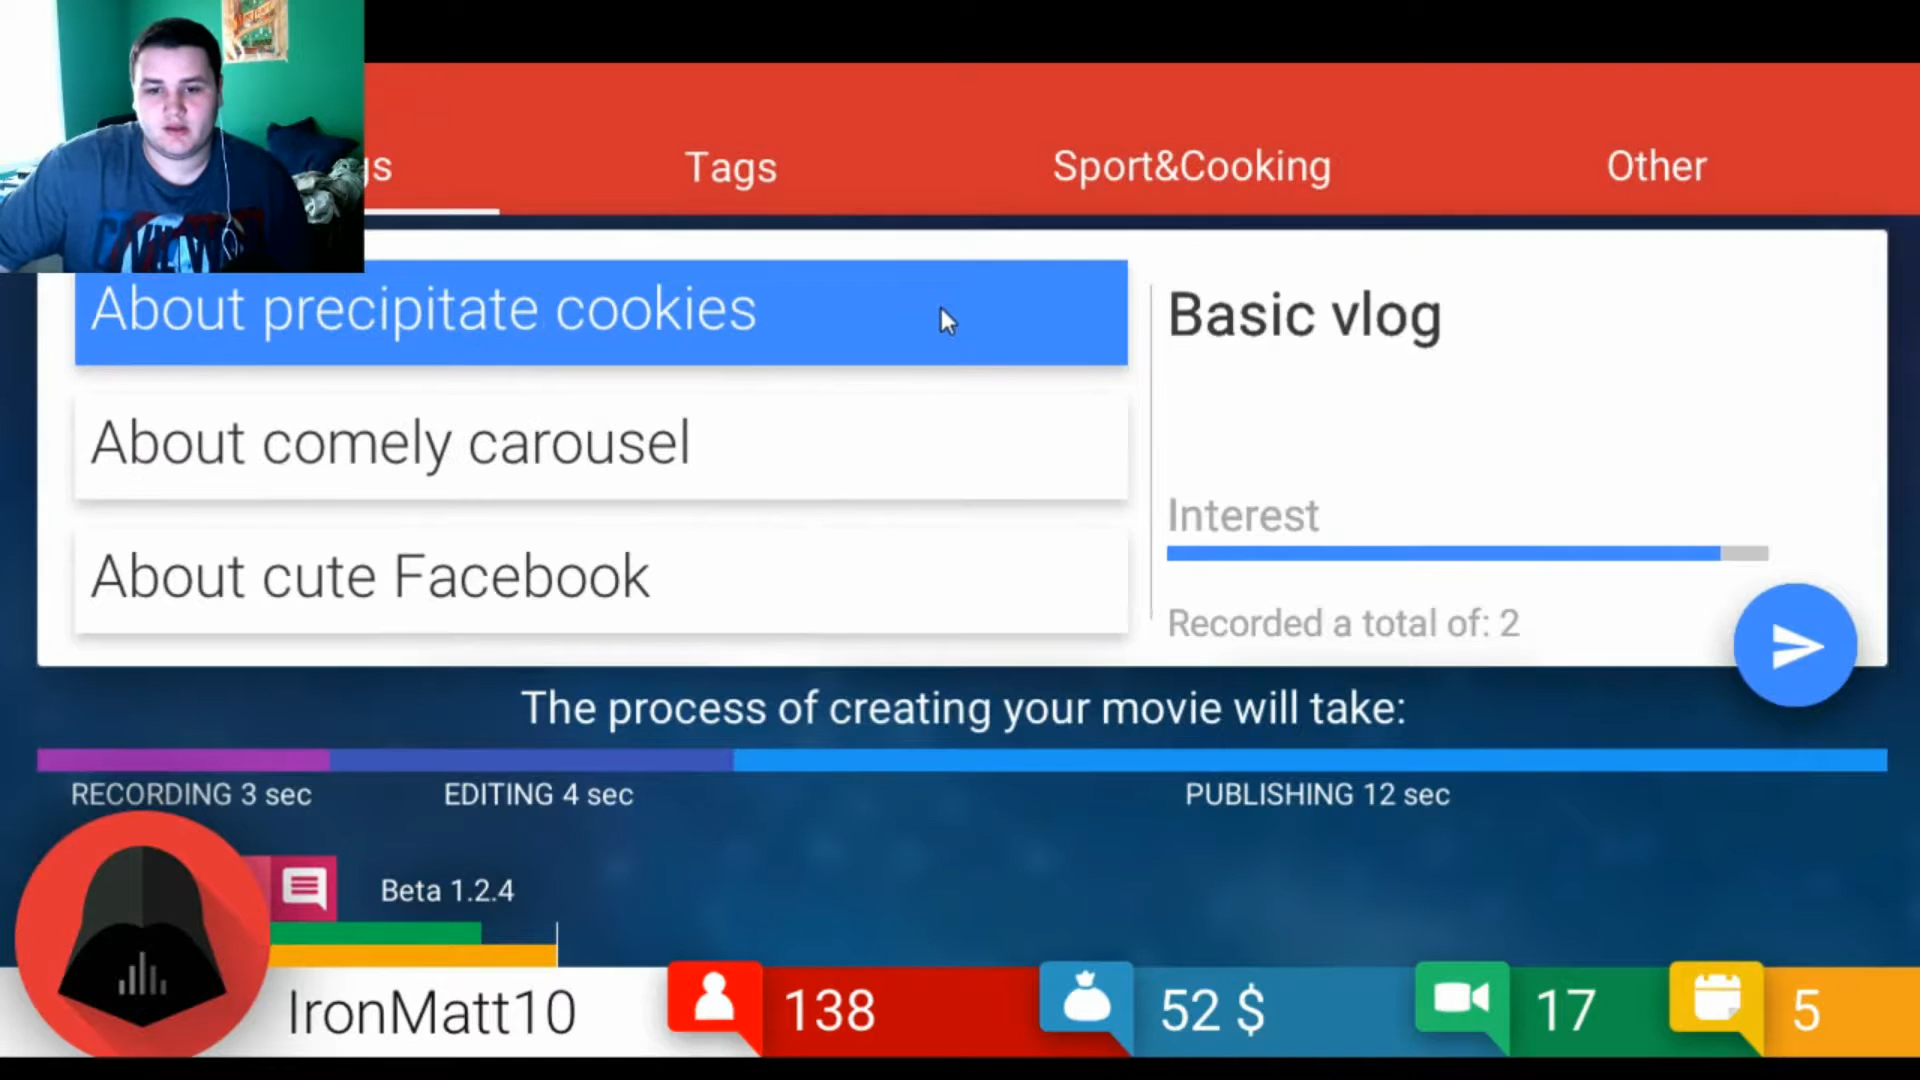 Tags
Sport&Cooking
Other
About precipitate cookies
About comely carousel
About cute Facebook
Basic vlog
Interest
Recorded a total of: 2
The process of creating your movie will take:
RECORDING 3 sec
EDITING 4 sec
PUBLISHING 12 sec
Beta 1.2.4
IronMatt10
138
52 $
17
5